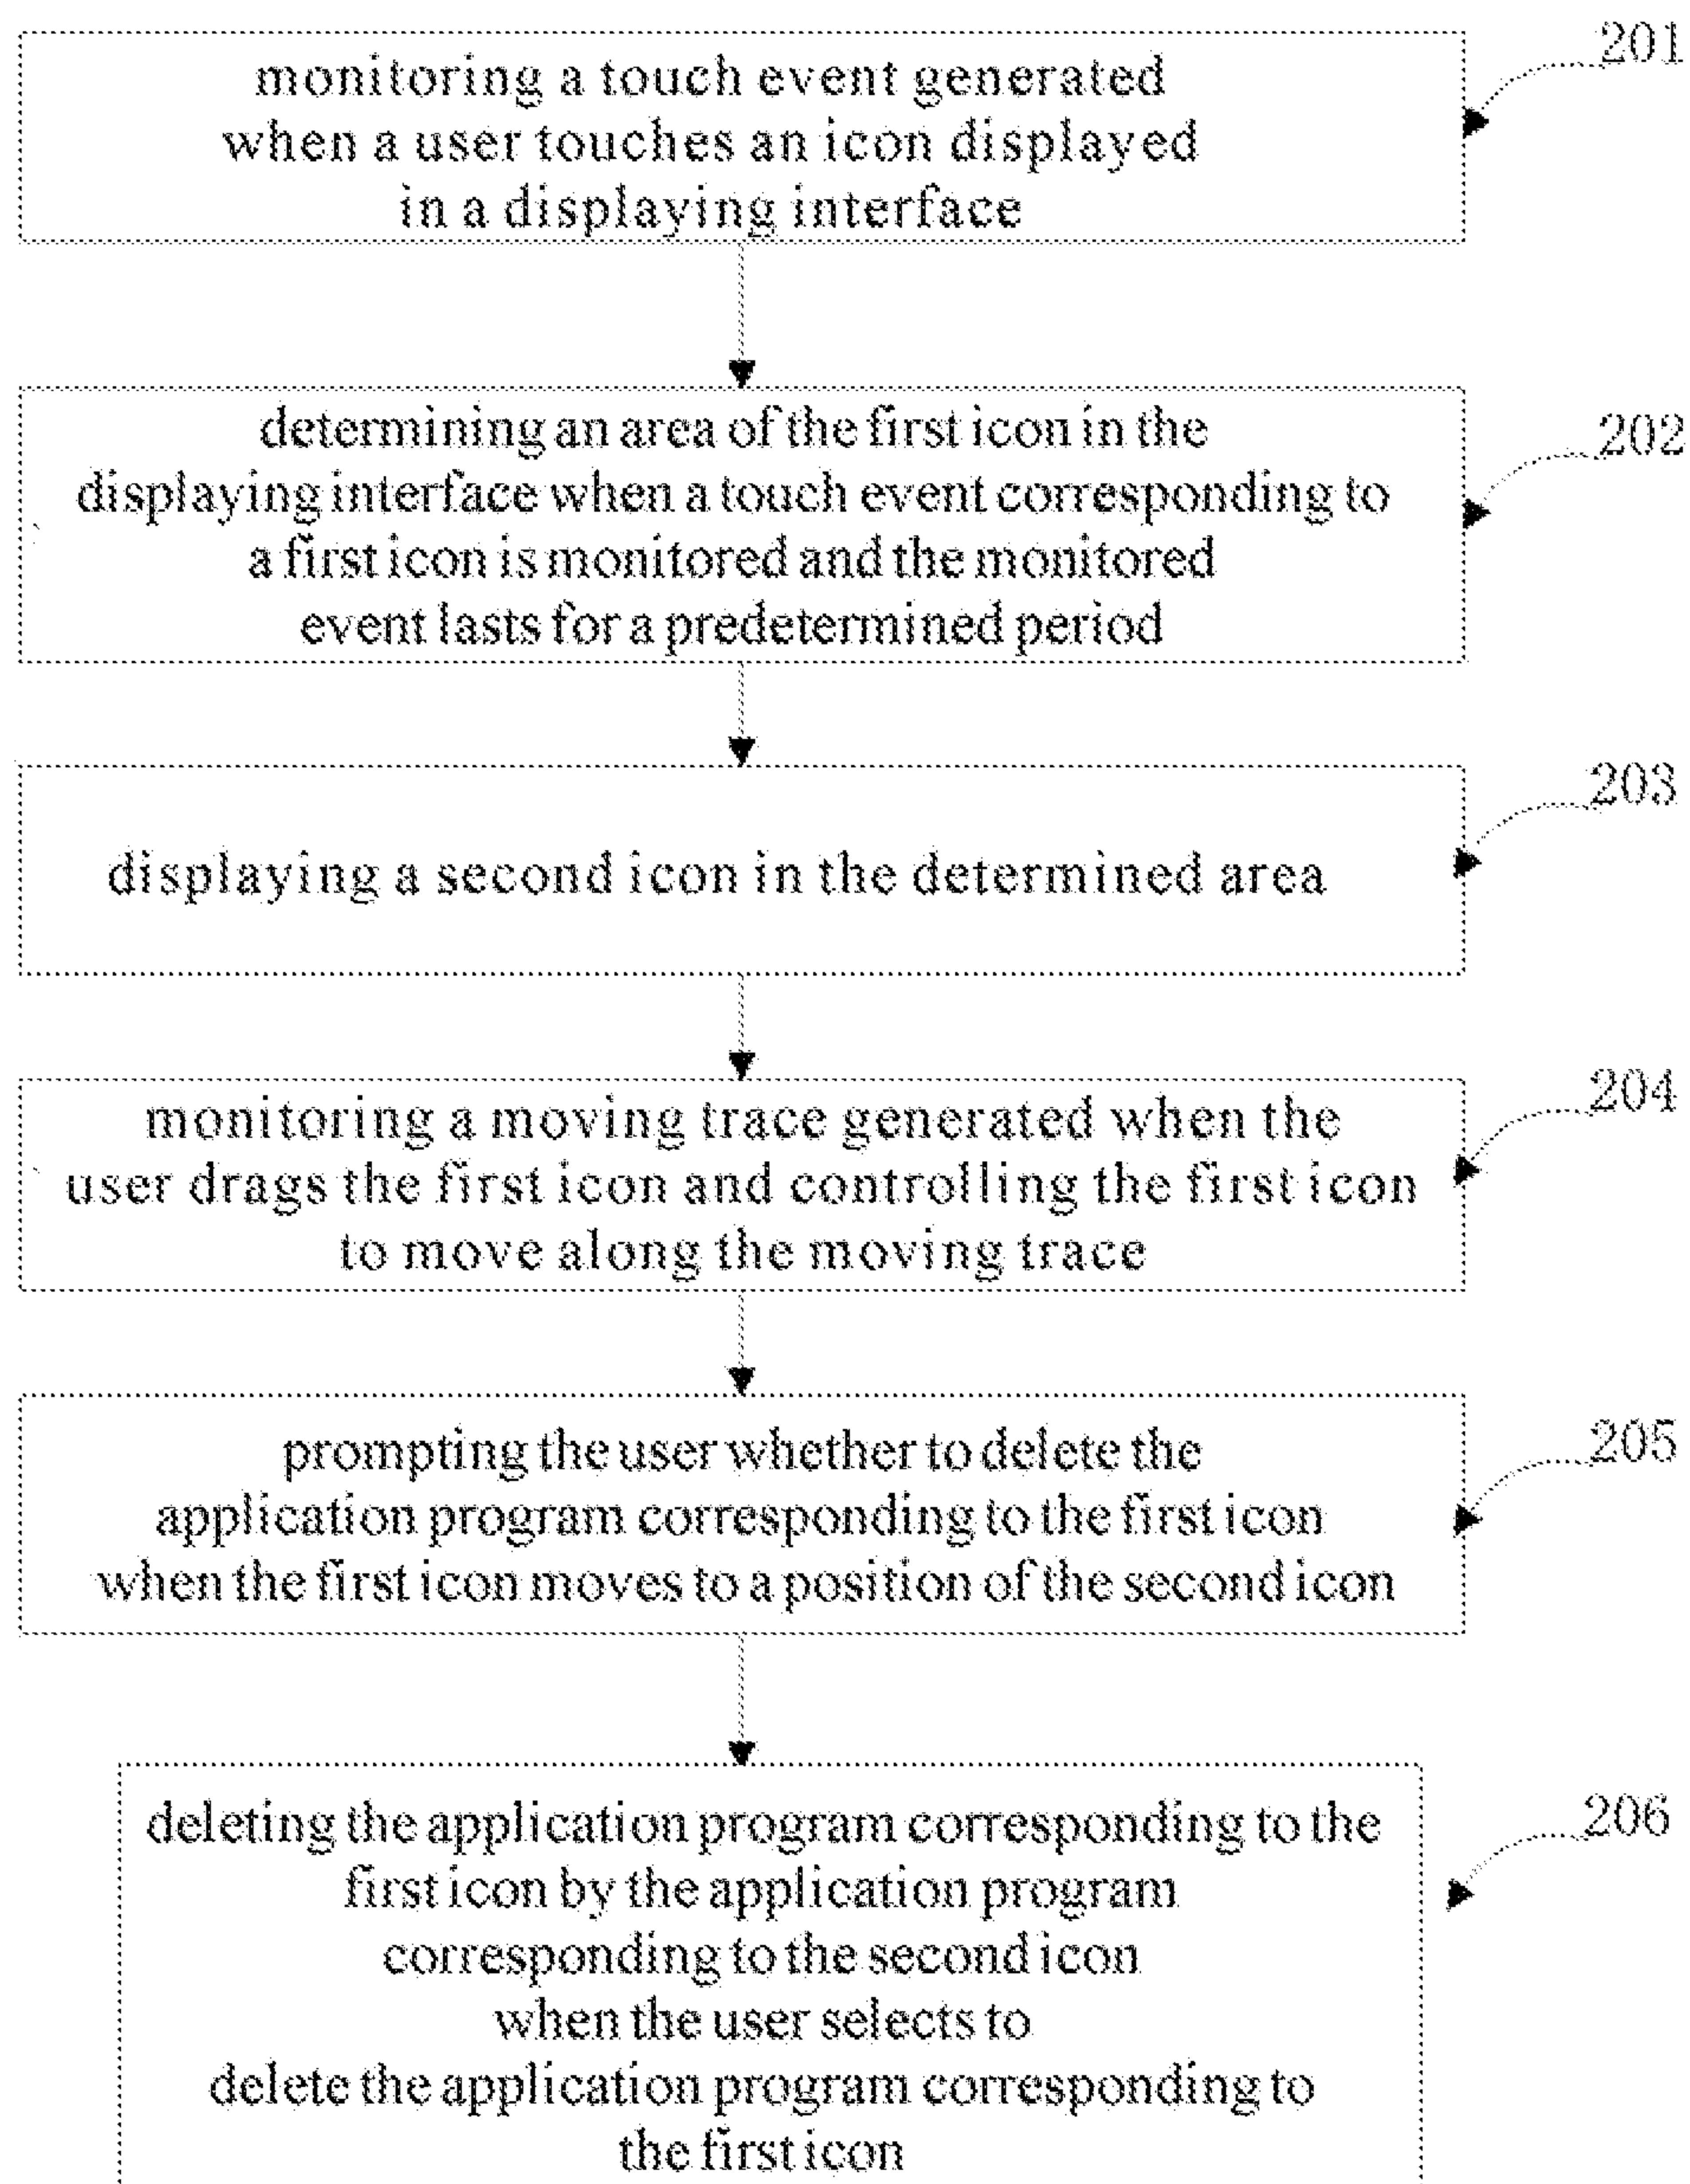 monitoring a touch event generated
when a user touches an icon displayed
in a displaying interface
201
determining an area of the first icon in the
displaying interface when a touch event corresponding to
a first icon is monitored and the monitored
event lasts for a predetermined period
202
displaying a second icon in the determined area
203
monitoring a moving trace generated when the
user drags the first icon and controlling the first icon
to move along the moving trace
204
prompting the user whether to delete the
application program corresponding to the first icon
when the first icon moves to a position of the second icon
205
deleting the application program corresponding to the
first icon by the application program
corresponding to the second icon
when the user selects to
delete the application program corresponding to
the first icon
206